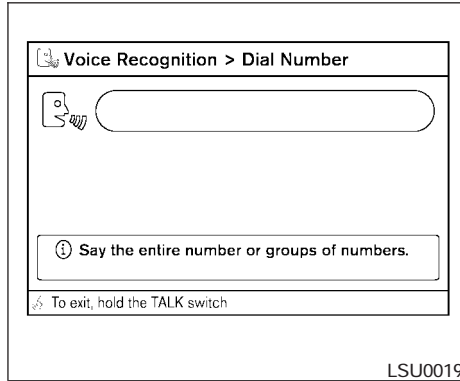 Voice Recognition > Dial Number
Say the entire number or groups of numbers.
To exit, hold the TALK switch
LSU0019